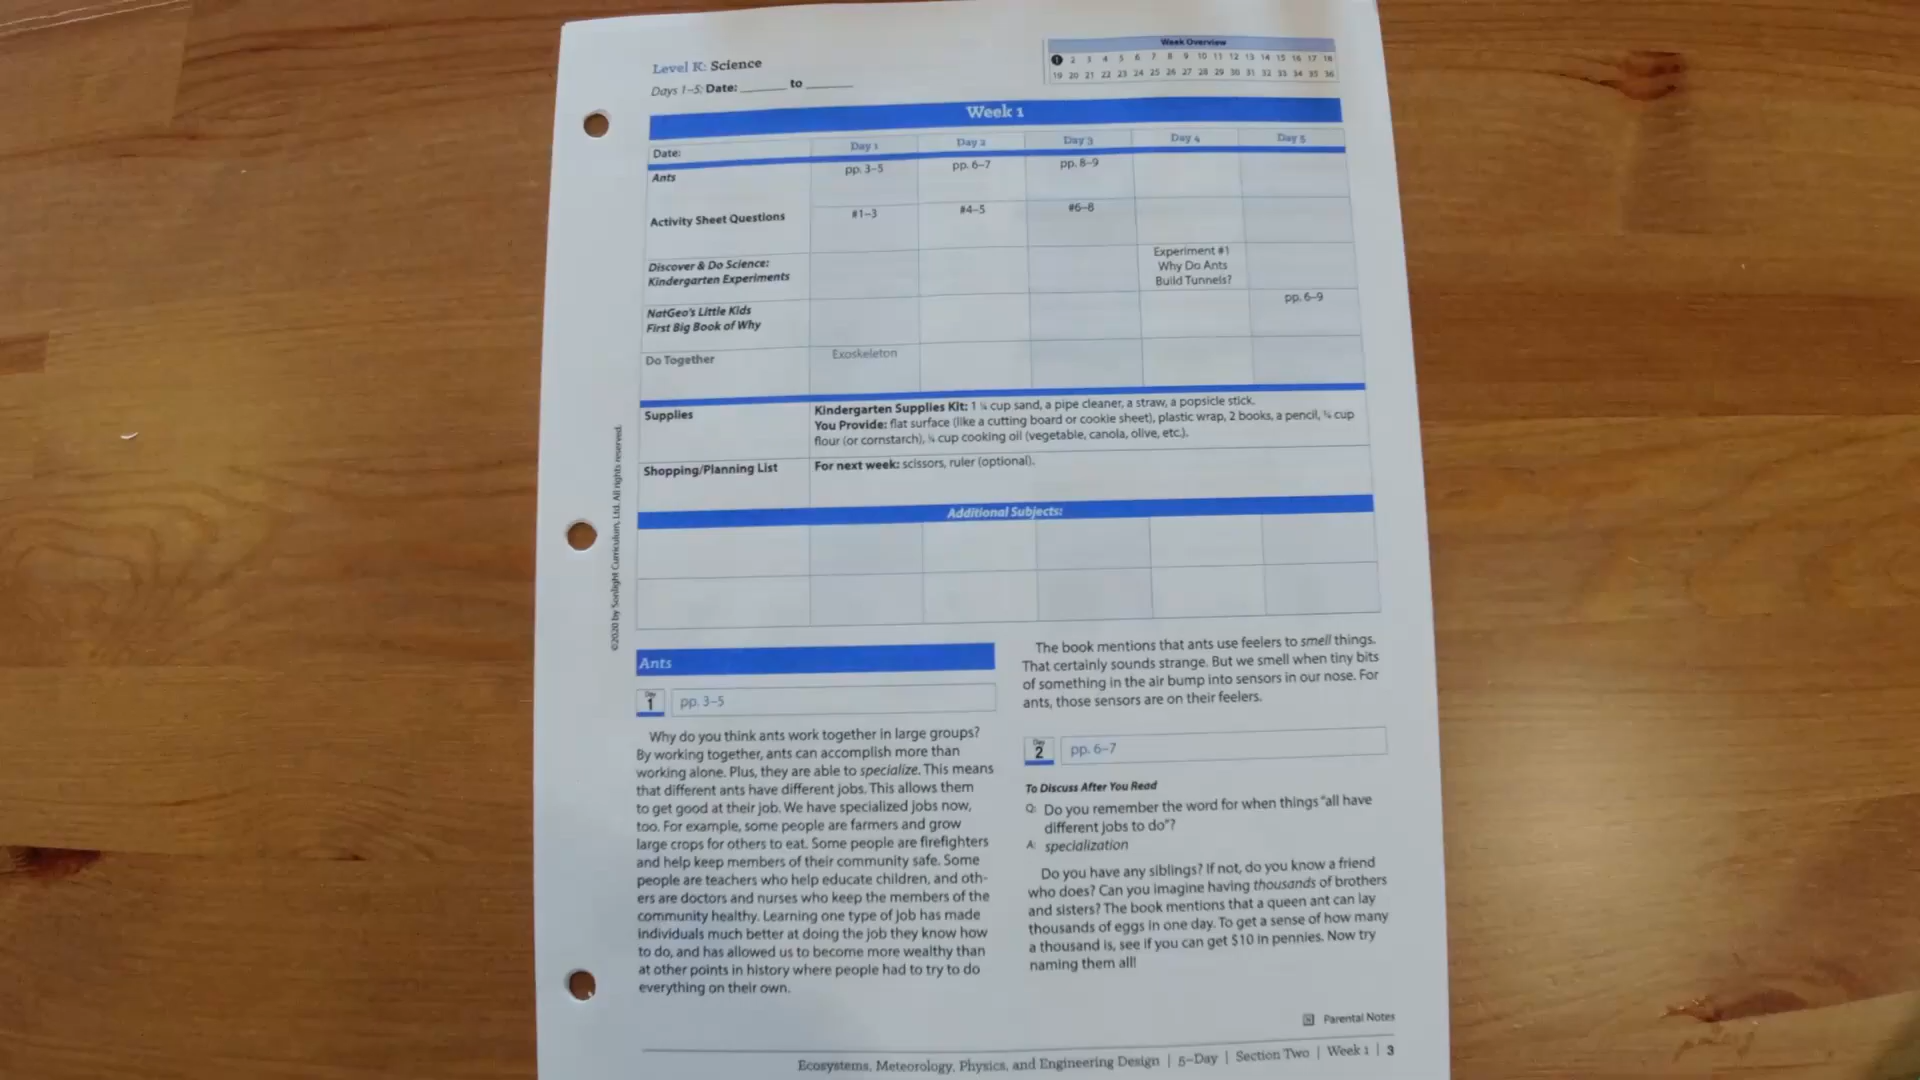 Level K: Science
Days 1–5: Date: ______ to ______
Week Overview
1 2 3 4 5 6 7 8 9 10 11 12 13 14 15 16 17 18
19 20 21 22 23 24 25 26 27 28 29 30 31 32 33 34 35 36
Week 1
Date: Day 1 Day 2 Day 3 Day 4 Day 5
Ants pp. 3–5 pp. 6–7 pp. 8–9
Activity Sheet Questions #1–3 #4–5 #6–8
Discover & Do Science:
Kindergarten Experiments
Experiment #1
Why Do Ants
Build Tunnels?
NatGeo's Little Kids
First Big Book of Why
pp. 6–9
Do Together Exoskeleton
Supplies
Kindergarten Supplies Kit: 1 ¼ cup sand, a pipe cleaner, a straw, a popsicle stick.
You Provide: flat surface (like a cutting board or cookie sheet), plastic wrap, 2 books, a pencil, cup
flour (or cornstarch), cup cooking oil (vegetable, canola, olive, etc.).
Shopping/Planning List For next week: scissors, ruler (optional).
Additional Subjects:
©2020 by Sonlight Curriculum, Ltd. All rights reserved.
Ants
Day 1 pp. 3–5
Why do you think ants work together in large groups?
By working together, ants can accomplish more than
working alone. Plus, they are able to specialize. This means
that different ants have different jobs. This allows them
to get good at their job. We have specialized jobs now,
too. For example, some people are farmers and grow
large crops for others to eat. Some people are firefighters
and help keep members of their community safe. Some
people are teachers who help educate children, and oth-
ers are doctors and nurses who keep the members of the
community healthy. Learning one type of job has made
individuals much better at doing the job they know how
to do, and has allowed us to become more wealthy than
at other points in history where people had to try to do
everything on their own.
The book mentions that ants use feelers to smell things.
That certainly sounds strange. But we smell when tiny bits
of something in the air bump into sensors in our nose. For
ants, those sensors are on their feelers.
Day 2 pp. 6–7
To Discuss After You Read
Q: Do you remember the word for when things "all have
different jobs to do"?
A: specialization
Do you have any siblings? If not, do you know a friend
who does? Can you imagine having thousands of brothers
and sisters? The book mentions that a queen ant can lay
thousands of eggs in one day. To get a sense of how many
a thousand is, see if you can get $10 in pennies. Now try
naming them all!
N Parental Notes
Ecosystems, Meteorology, Physics, and Engineering Design | 5-Day | Section Two | Week 1 | 3